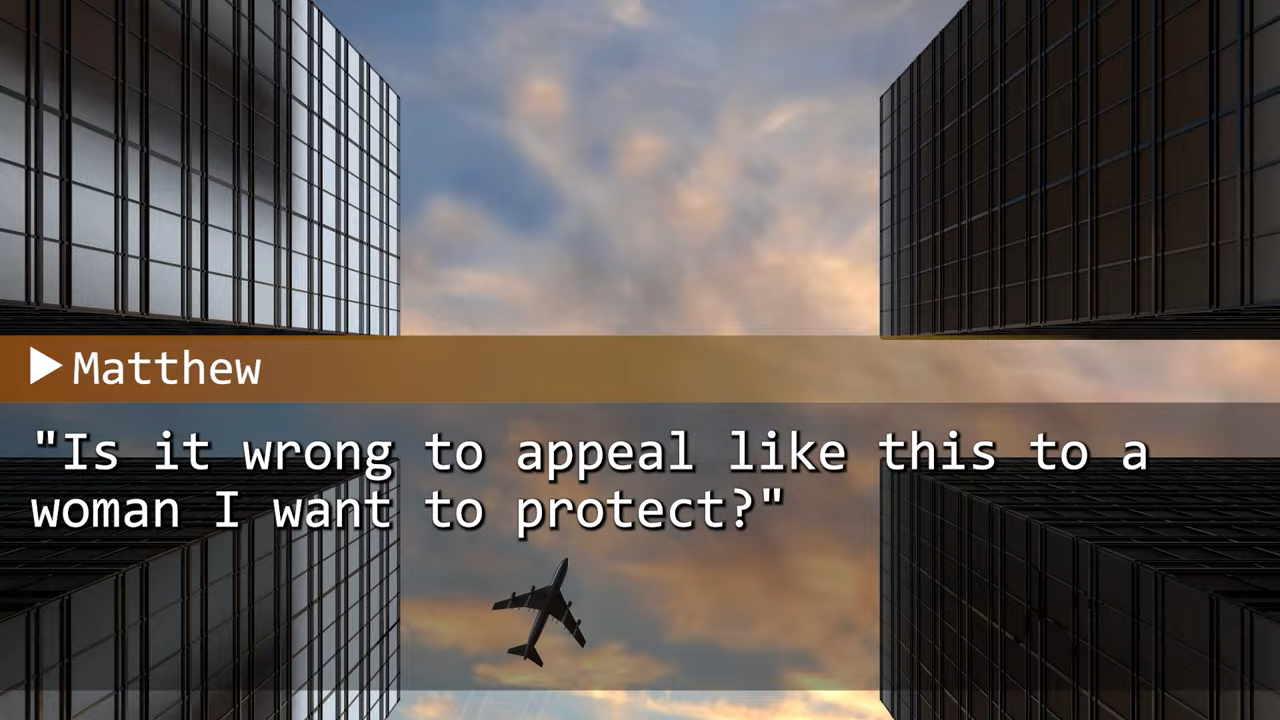 ▶Matthew
"Is it wrong to appeal like this to a
woman I want to protect?"